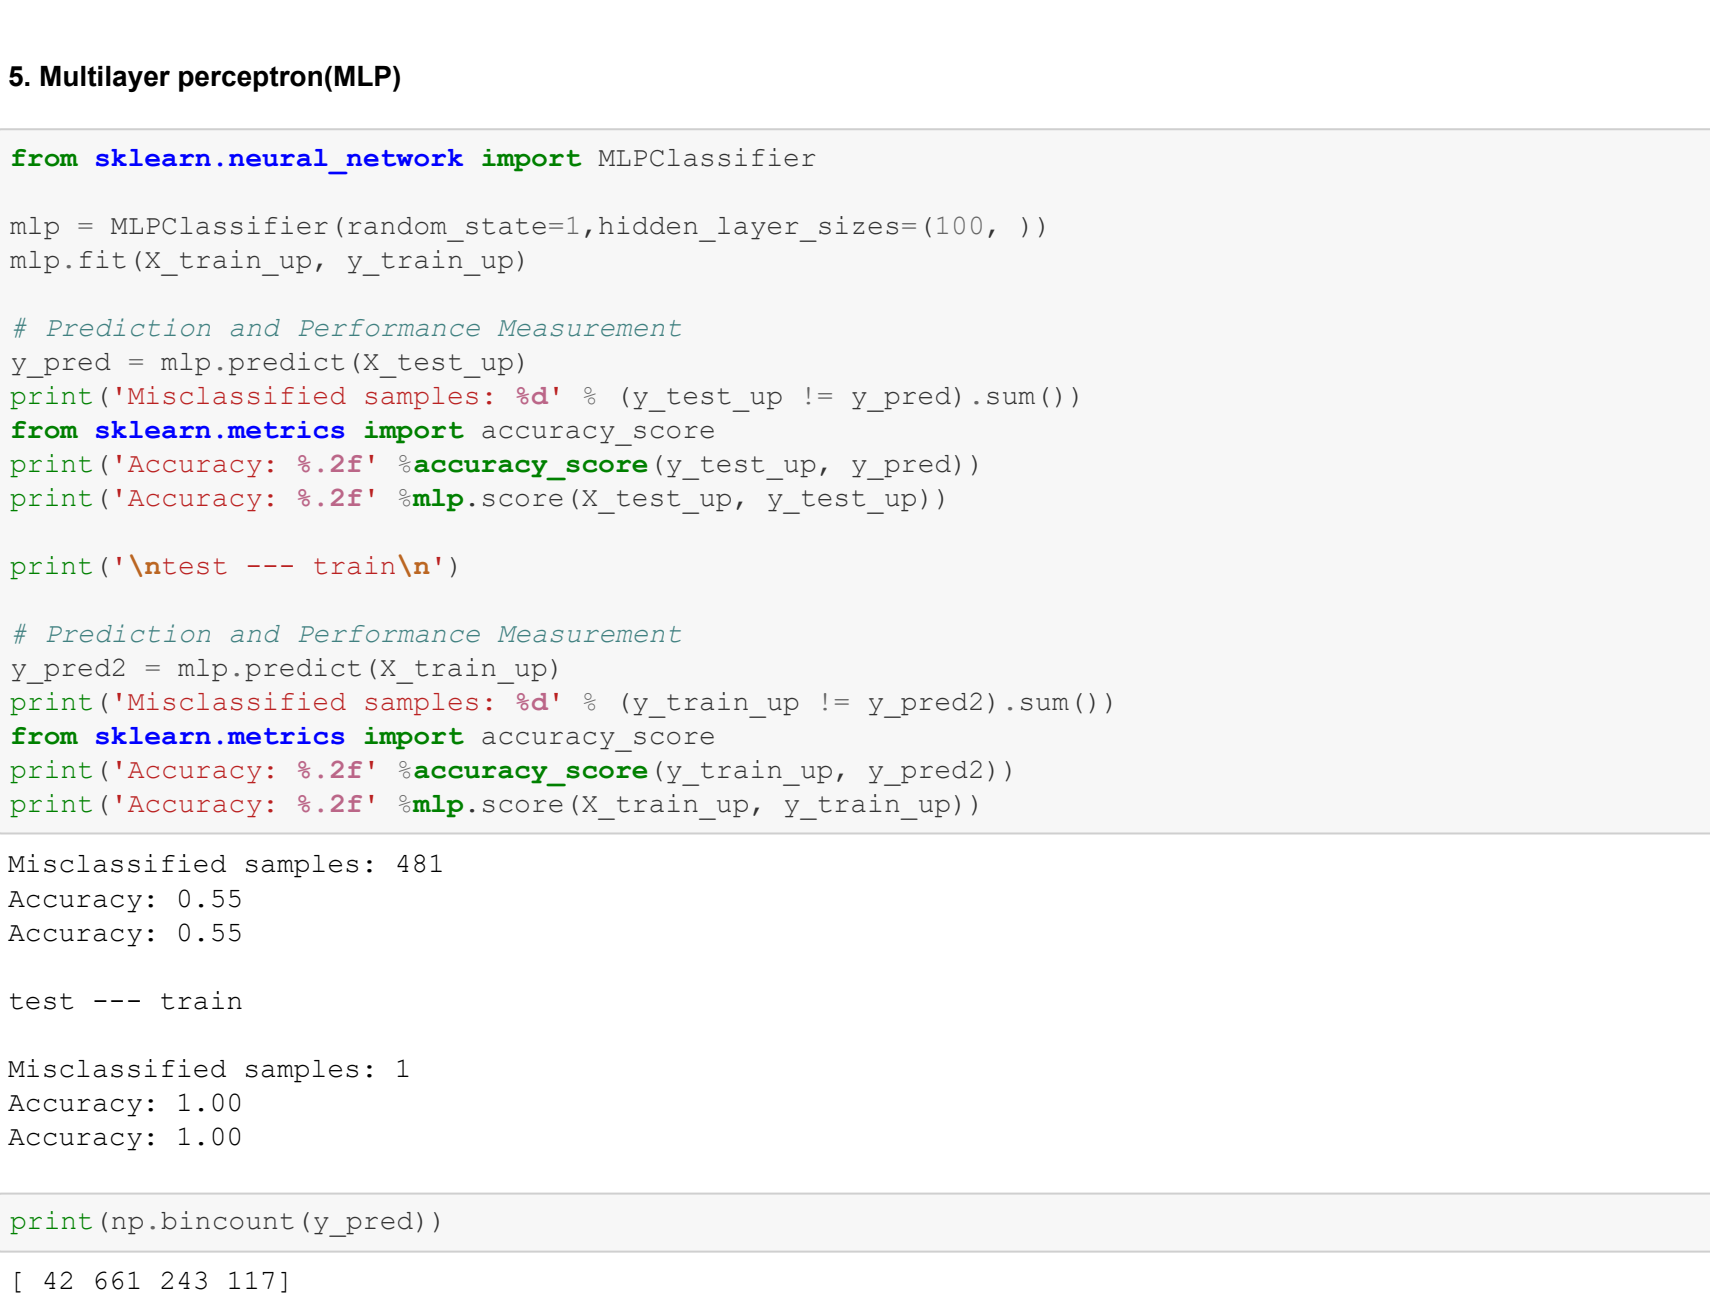 5. Multilayer perceptron(MLP)
from sklearn.neural_network import MLPClassifier
mlp = MLPClassifier(random_state=1,hidden_layer_sizes=(100, ))
mlp.fit(X_train_up, y_train_up)
# Prediction and Performance Measurement
y_pred = mlp.predict(X_test_up)
print('Misclassified samples: %d' % (y_test_up != y_pred).sum())
from sklearn.metrics import accuracy_score
print('Accuracy: %.2f' %accuracy_score(y_test_up, y_pred))
print('Accuracy: %.2f' %mlp.score(X_test_up, y_test_up))
print('\ntest --- train\n')
# Prediction and Performance Measurement
y_pred2 = mlp.predict(X_train_up)
print('Misclassified samples: %d' % (y_train_up != y_pred2).sum())
from sklearn.metrics import accuracy_score
print('Accuracy: %.2f' %accuracy_score(y_train_up, y_pred2))
print('Accuracy: %.2f' %mlp.score(X_train_up, y_train_up))
Misclassified samples: 481
Accuracy: 0.55
Accuracy: 0.55
test --- train
Misclassified samples: 1
Accuracy: 1.00
Accuracy: 1.00
print(np.bincount(y_pred))
[ 42 661 243 117]